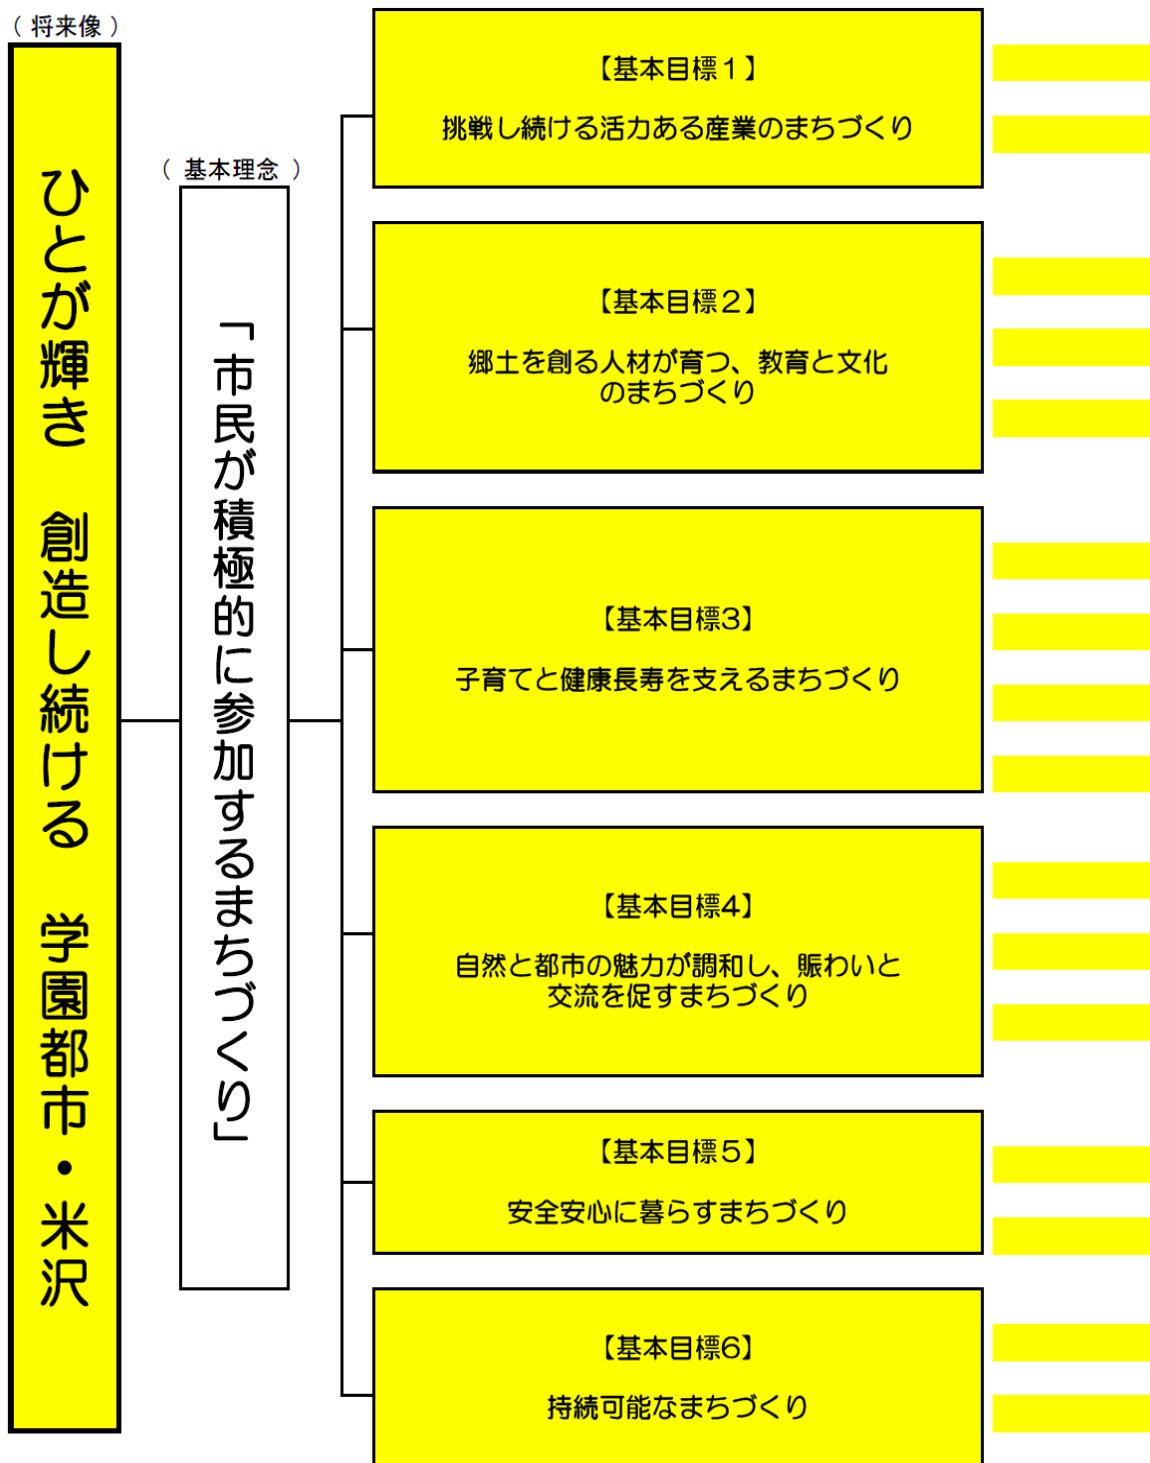 （ 将来像 ）
ひとが輝き　創造し続ける　学園都市・米沢
（ 基本理念 ）
「市民が積極的に参加するまちづくり」
【基本目標１】
挑戦し続ける活力ある産業のまちづくり
【基本目標２】
郷土を創る人材が育つ、教育と文化
のまちづくり
【基本目標3】
子育てと健康長寿を支えるまちづくり
【基本目標4】
自然と都市の魅力が調和し、賑わいと
交流を促すまちづくり
【基本目標５】
安全安心に暮らすまちづくり
【基本目標6】
持続可能なまちづくり